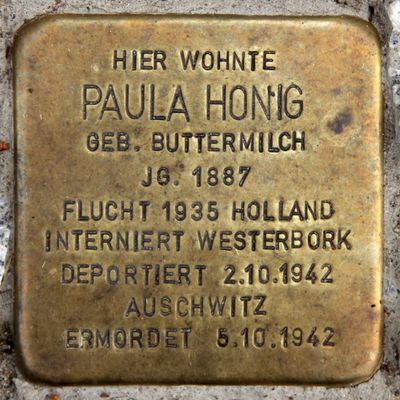 HIER WOHNTE
PAULA HONIG
GEB. BUTTERMILCH
JG. 1887
FLUCHT 1935 HOLLAND
INTERNIERT WESTERBORK
DEPORTIERT 2.10.1942
AUSCHWITZ
ERMORDET 5.10.1942